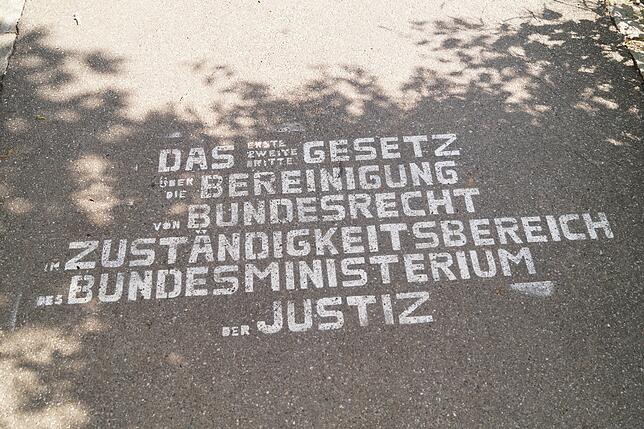 DAS ERSTE ZWEITE DRITTE GESETZ
ÜBER DIE BEREINIGUNG
VON BUNDESRECHT
IM ZUSTÄNDIGKEITSBEREICH
DES BUNDESMINISTERIUM
DER JUSTIZ